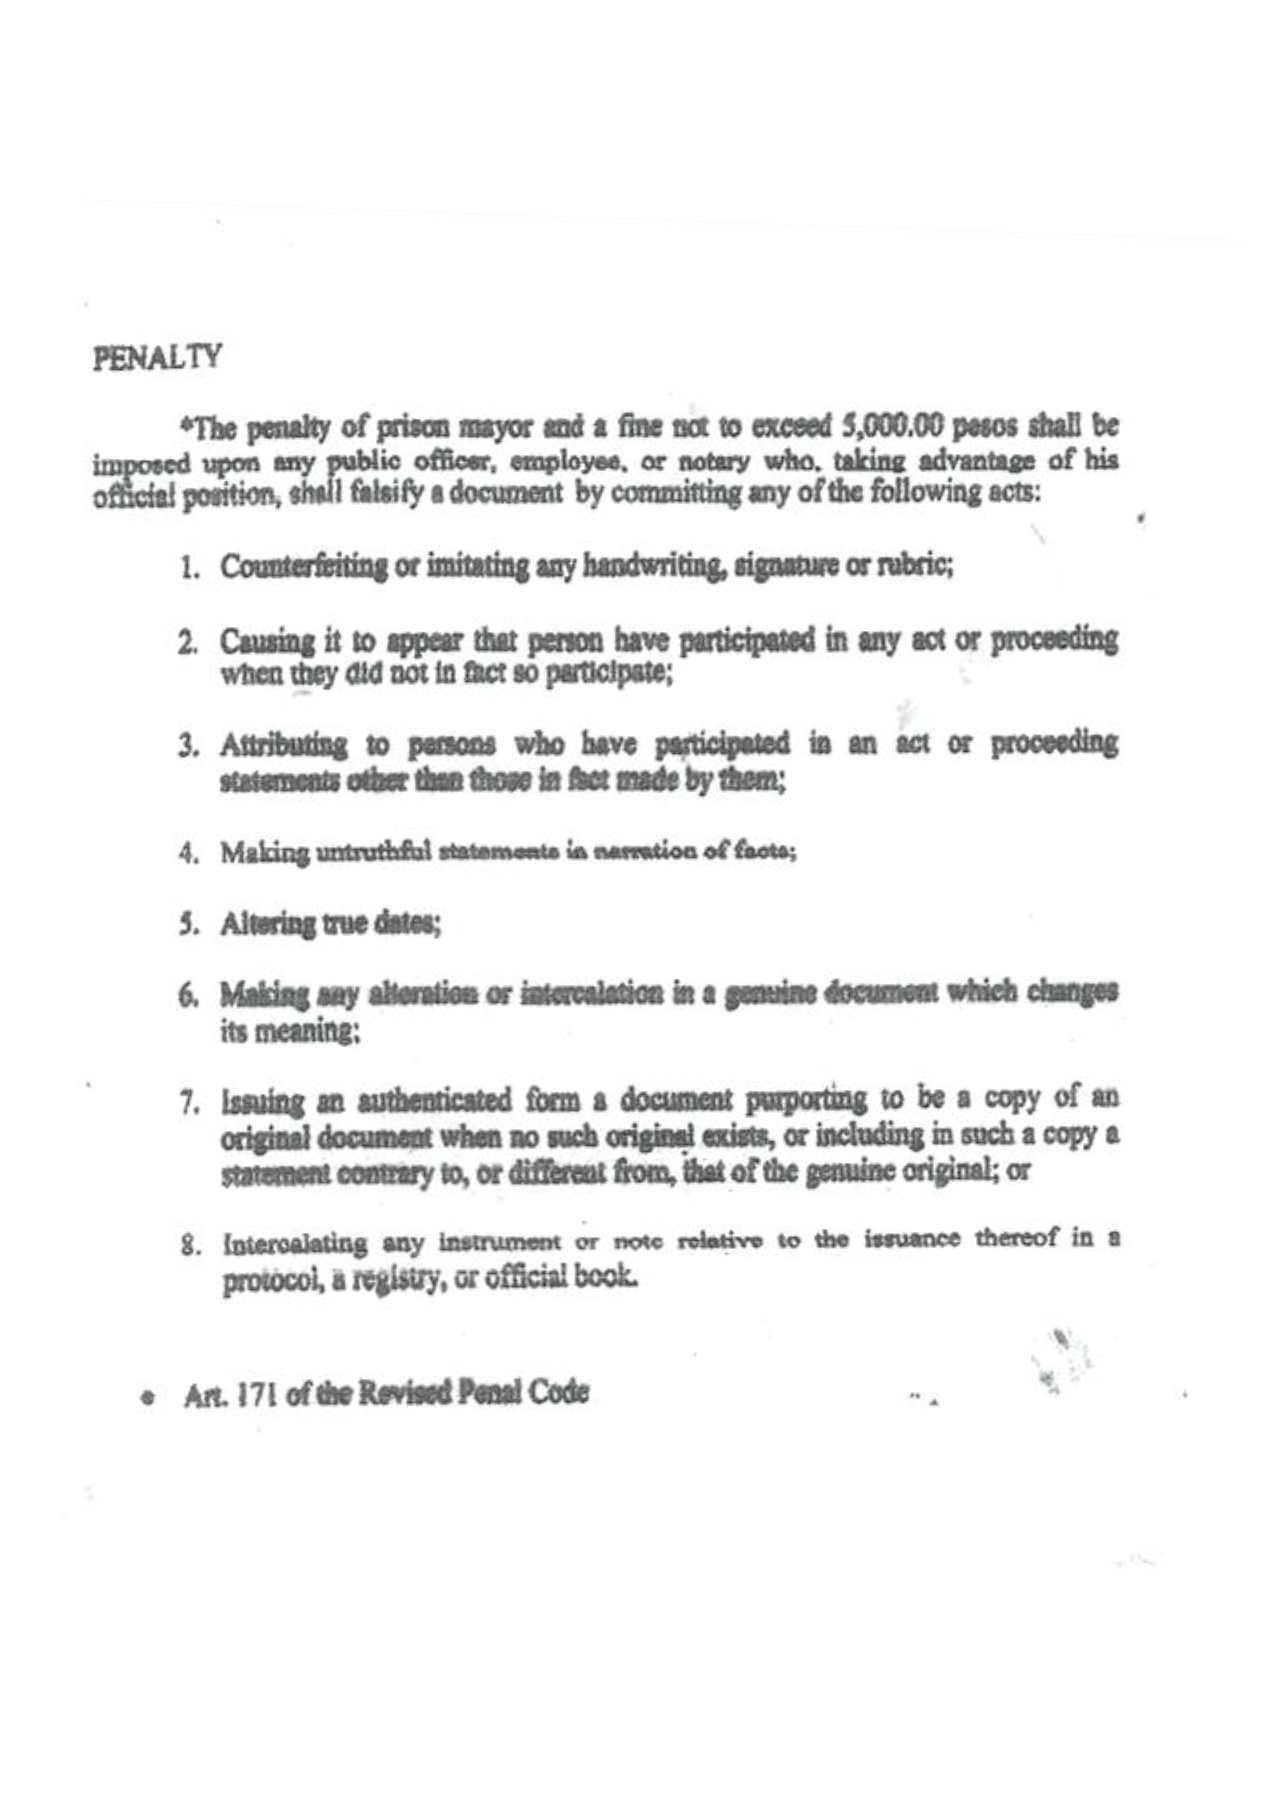 PENALTY
*The penalty of prison mayor and a fine not to exceed 5,000.00 pesos shall be
imposed upon any public officer, employee, or notary who, taking advantage of his
official position, shall falsify a document by committing any of the following acts:
1. Counterfeiting or imitating any handwriting, signature or rubric;
2. Causing it to appear that person have participated in any act or proceeding
when they did not in fact so participate;
3. Attributing to persons who have participated in an act or proceeding
statements other than those in fact made by them;
4. Making untruthful statements in narration of facts;
5. Altering true dates;
6. Making any alteration or intercalation in a genuine document which changes
its meaning;
7. Issuing an authenticated form a document purporting to be a copy of an
original document when no such original exists, or including in such a copy a
statement contrary to, or different from, that of the genuine original; or
8. Intercalating any instrument or note relative to the issuance thereof in a
protocol, a registry, or official book.
• Art. 171 of the Revised Penal Code